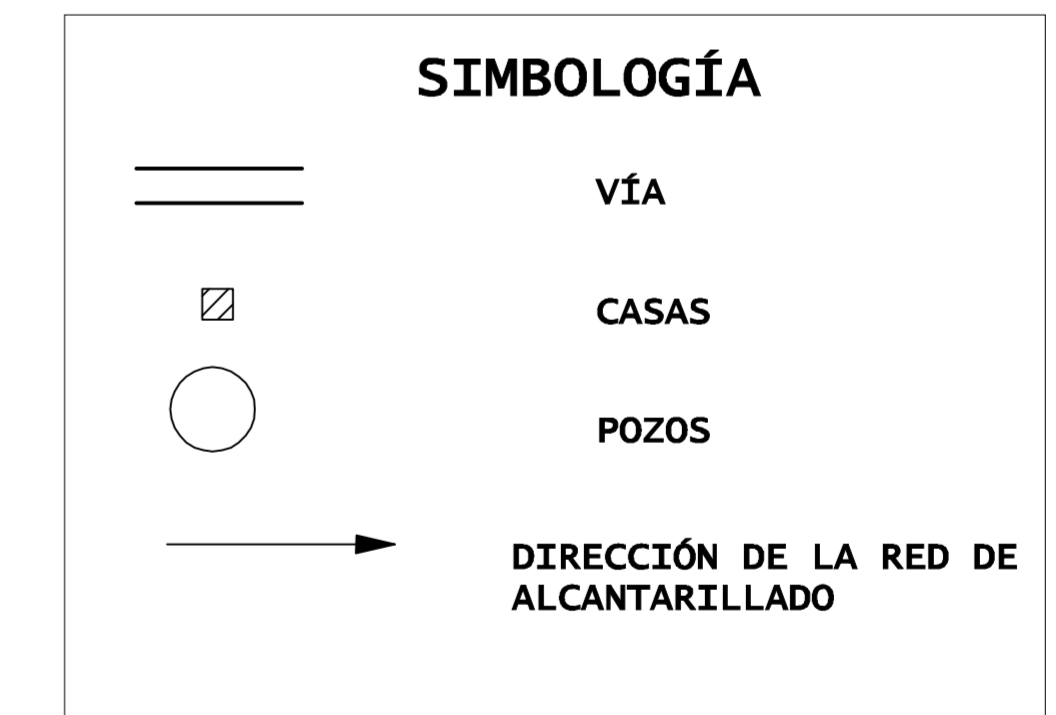 SIMBOLOGÍA
VÍA
CASAS
POZOS
DIRECCIÓN DE LA RED DE
ALCANTARILLADO